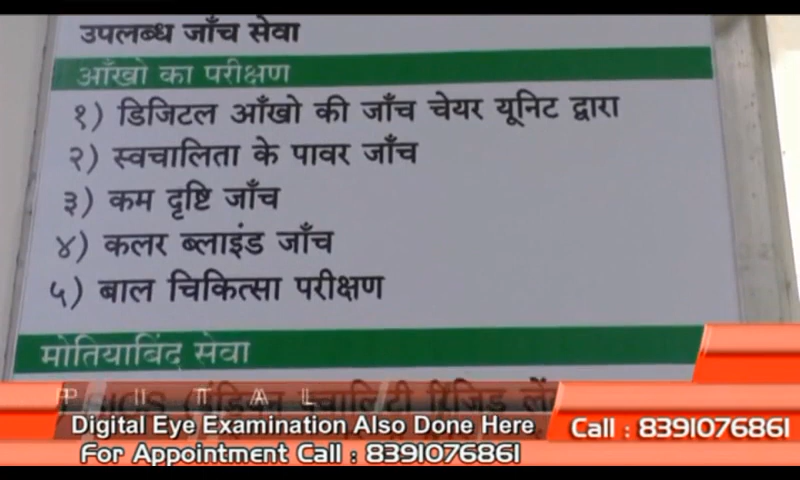 उपलब्ध जाँच सेवा
आँखो का परीक्षण
१) डिजिटल आँखो की जाँच चेयर यूनिट द्वारा
२) स्वचालिता के पावर जाँच
३) कम दृष्टि जाँच
४) कलर ब्लाइंड जाँच
५) बाल चिकित्सा परीक्षण
मोतियाबिंद सेवा
Digital Eye Examination Also Done Here
For Appointment Call : 8391076861
Call : 8391076861